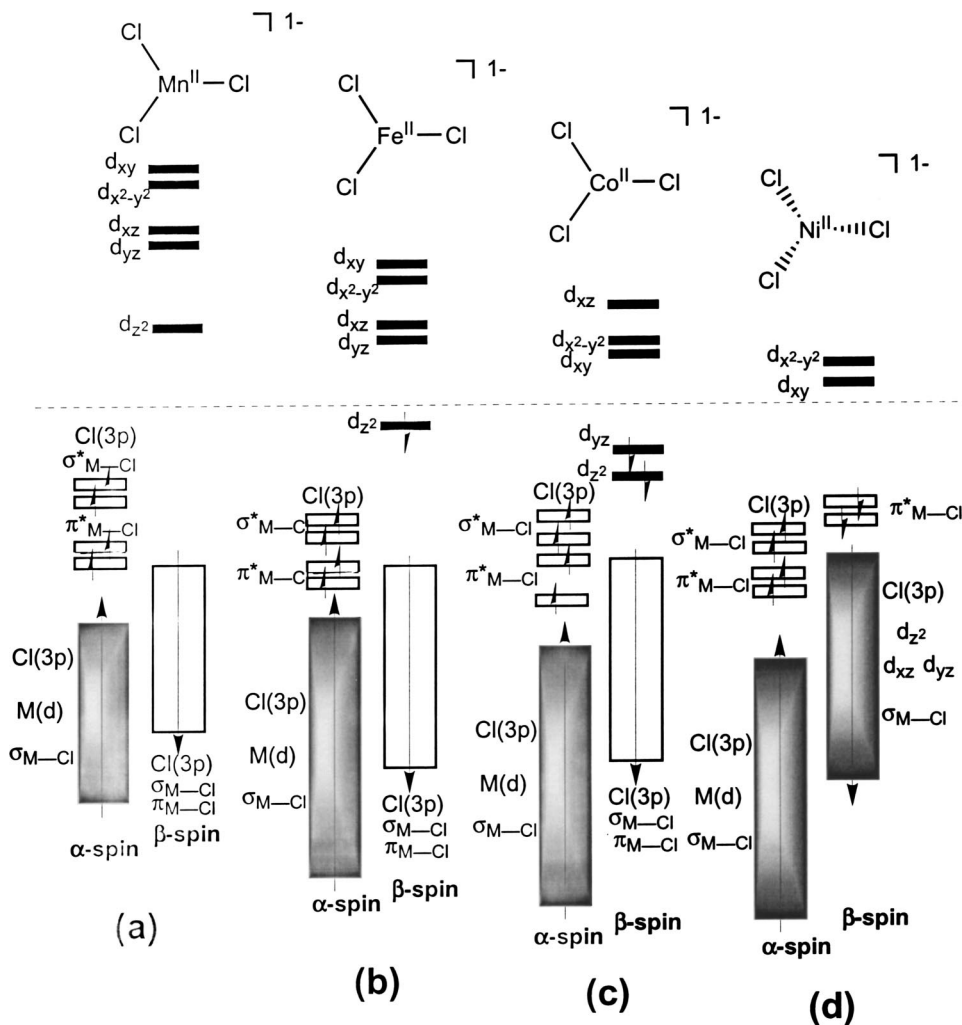 Cl
Mn^II
Cl
Cl
1-
d_xy
d_x²-y²
d_xz
d_yz
d_z²
Cl(3p)
σ*_M—Cl
π*_M—Cl
Cl(3p)
M(d)
σ_M—Cl
Cl(3p)
σ_M—Cl
π_M—Cl
α-spin
β-spin
(a)
1-
Cl
Fe^II
Cl
Cl
d_xy
d_x²-y²
d_xz
d_yz
d_z²
Cl(3p)
σ*_M—C
π*_M—C
Cl(3p)
M(d)
σ_M—Cl
Cl(3p)
σ_M—Cl
π_M—Cl
α-spin
β-spin
(b)
1-
Cl
Co^II
Cl
Cl
d_xz
d_x²-y²
d_xy
d_yz
d_z²
Cl(3p)
σ*_M—Cl
π*_M—Cl
Cl(3p)
M(d)
σ_M—Cl
Cl(3p)
σ_M—Cl
π_M—Cl
α-spin
β-spin
(c)
1-
Cl
Ni^II
Cl
Cl
d_x²-y²
d_xy
Cl(3p)
σ*_M—Cl
π*_M—Cl
π*_M—Cl
Cl(3p)
d_z²
d_xz d_yz
σ_M—Cl
Cl(3p)
M(d)
σ_M—Cl
β-spin
α-spin
(d)